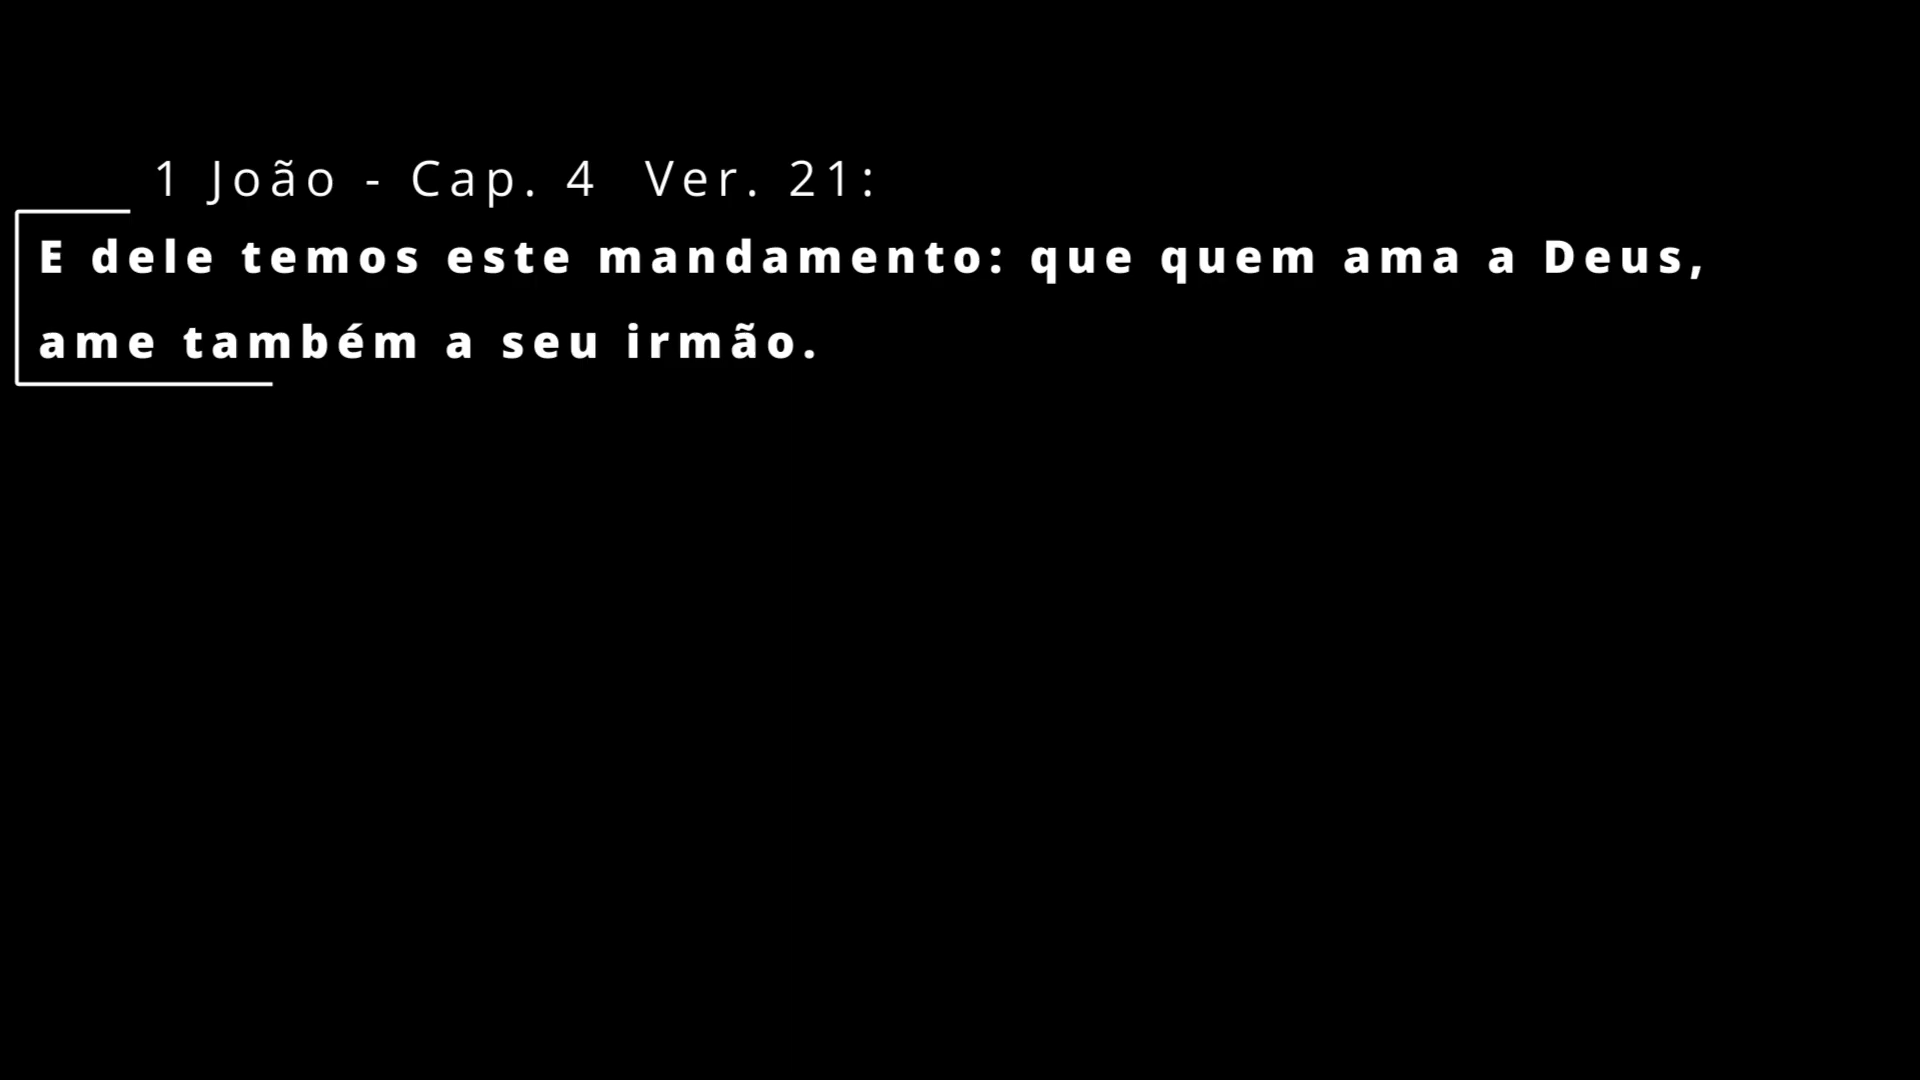 1 João - Cap. 4 Ver. 21:
E dele temos este mandamento: que quem ama a Deus,
ame também a seu irmão.